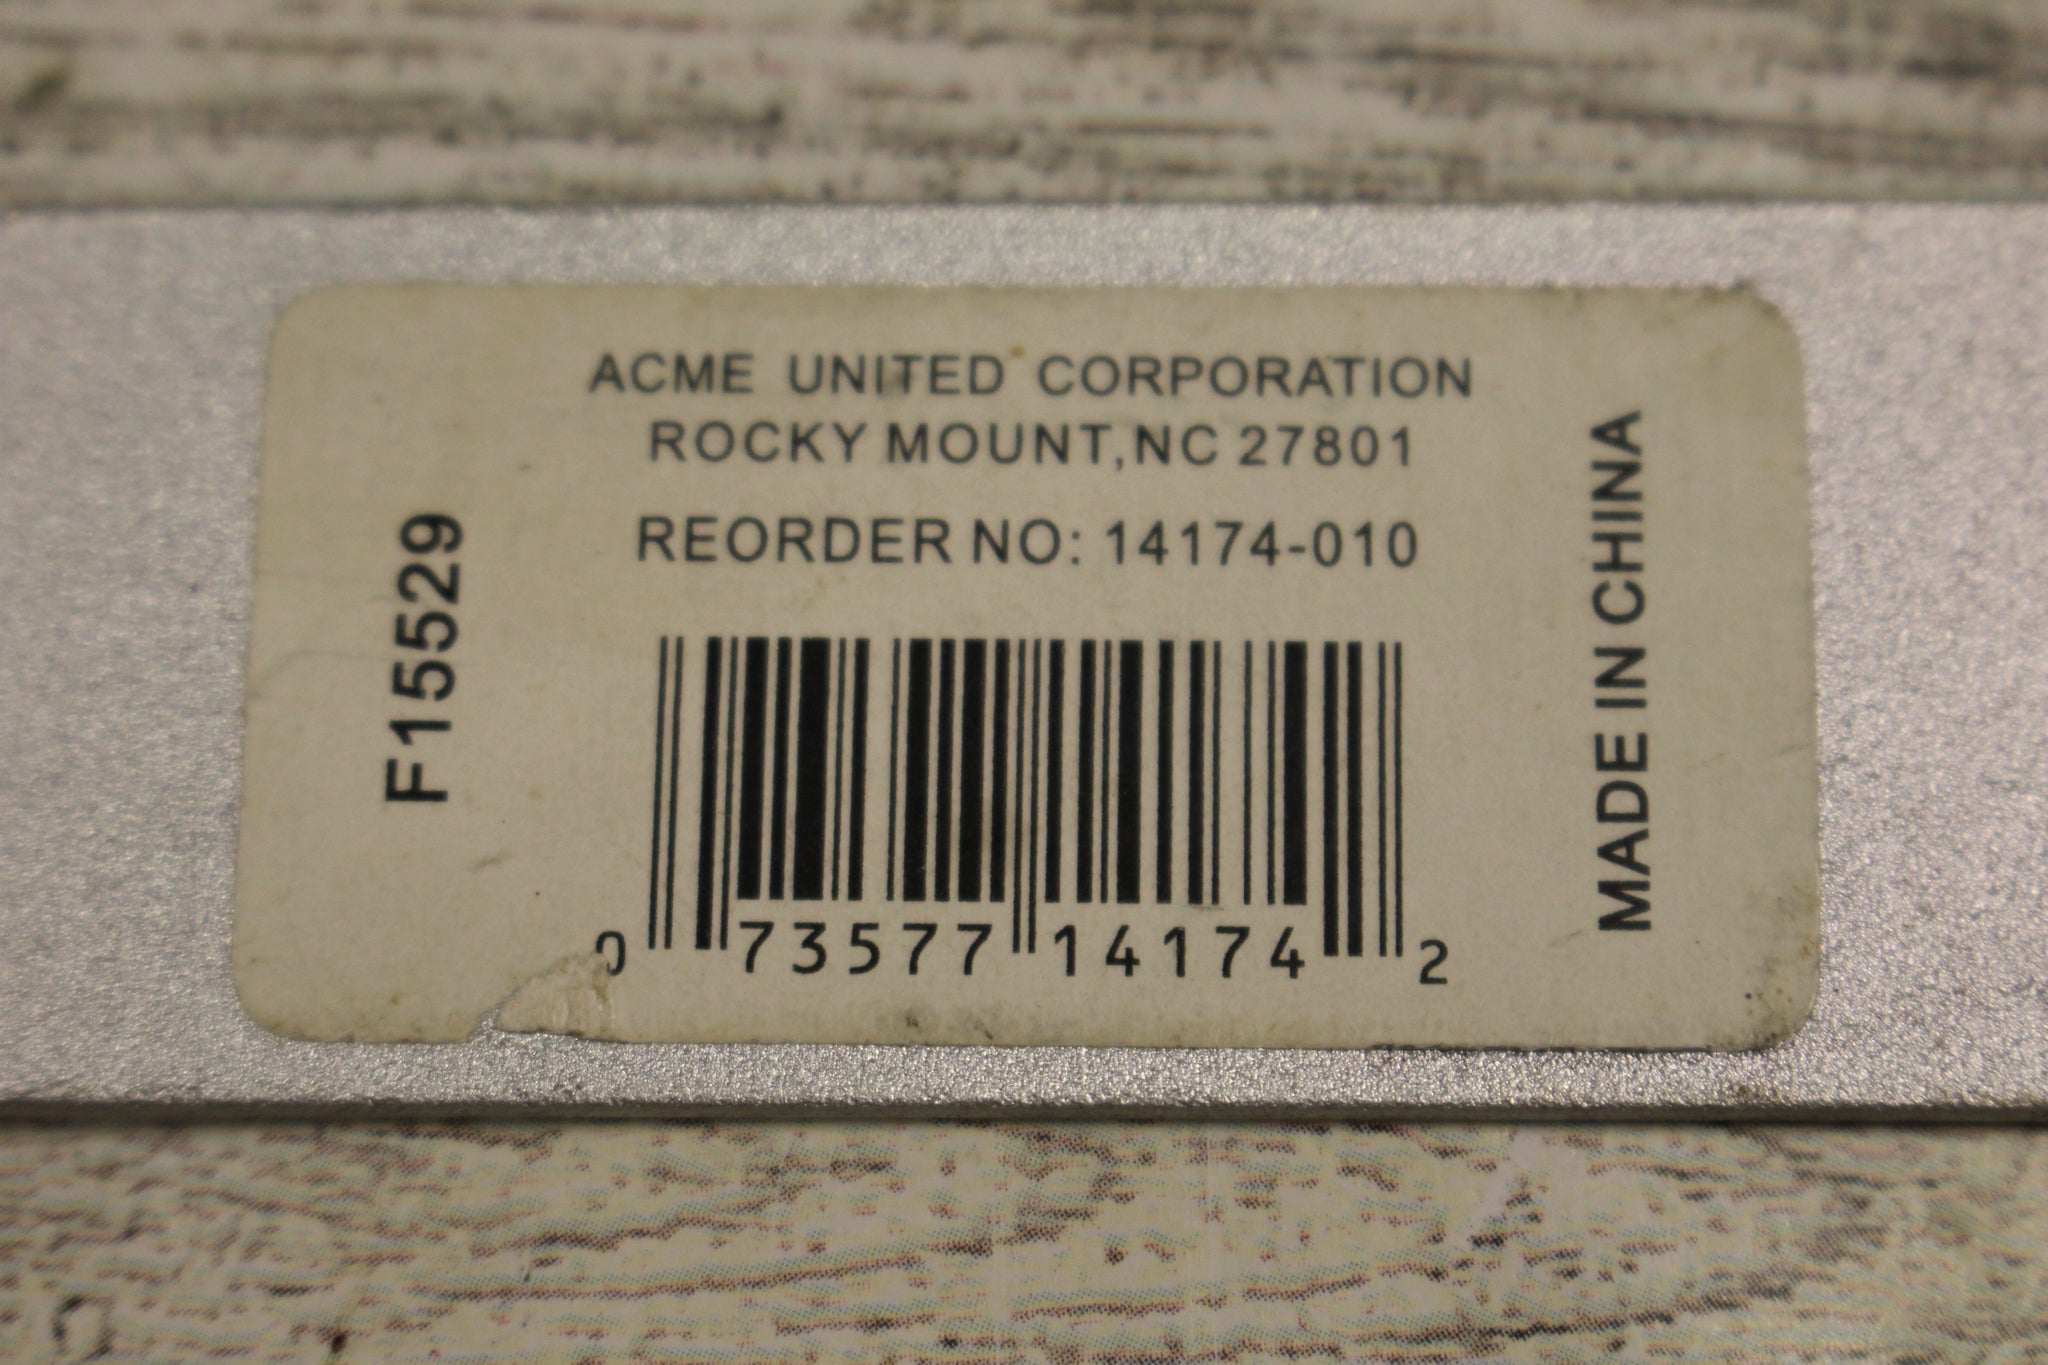 ACME UNITED CORPORATION
ROCKY MOUNT, NC 27801
REORDER NO: 14174-010
F15529
MADE IN CHINA
0 73577 14174 2